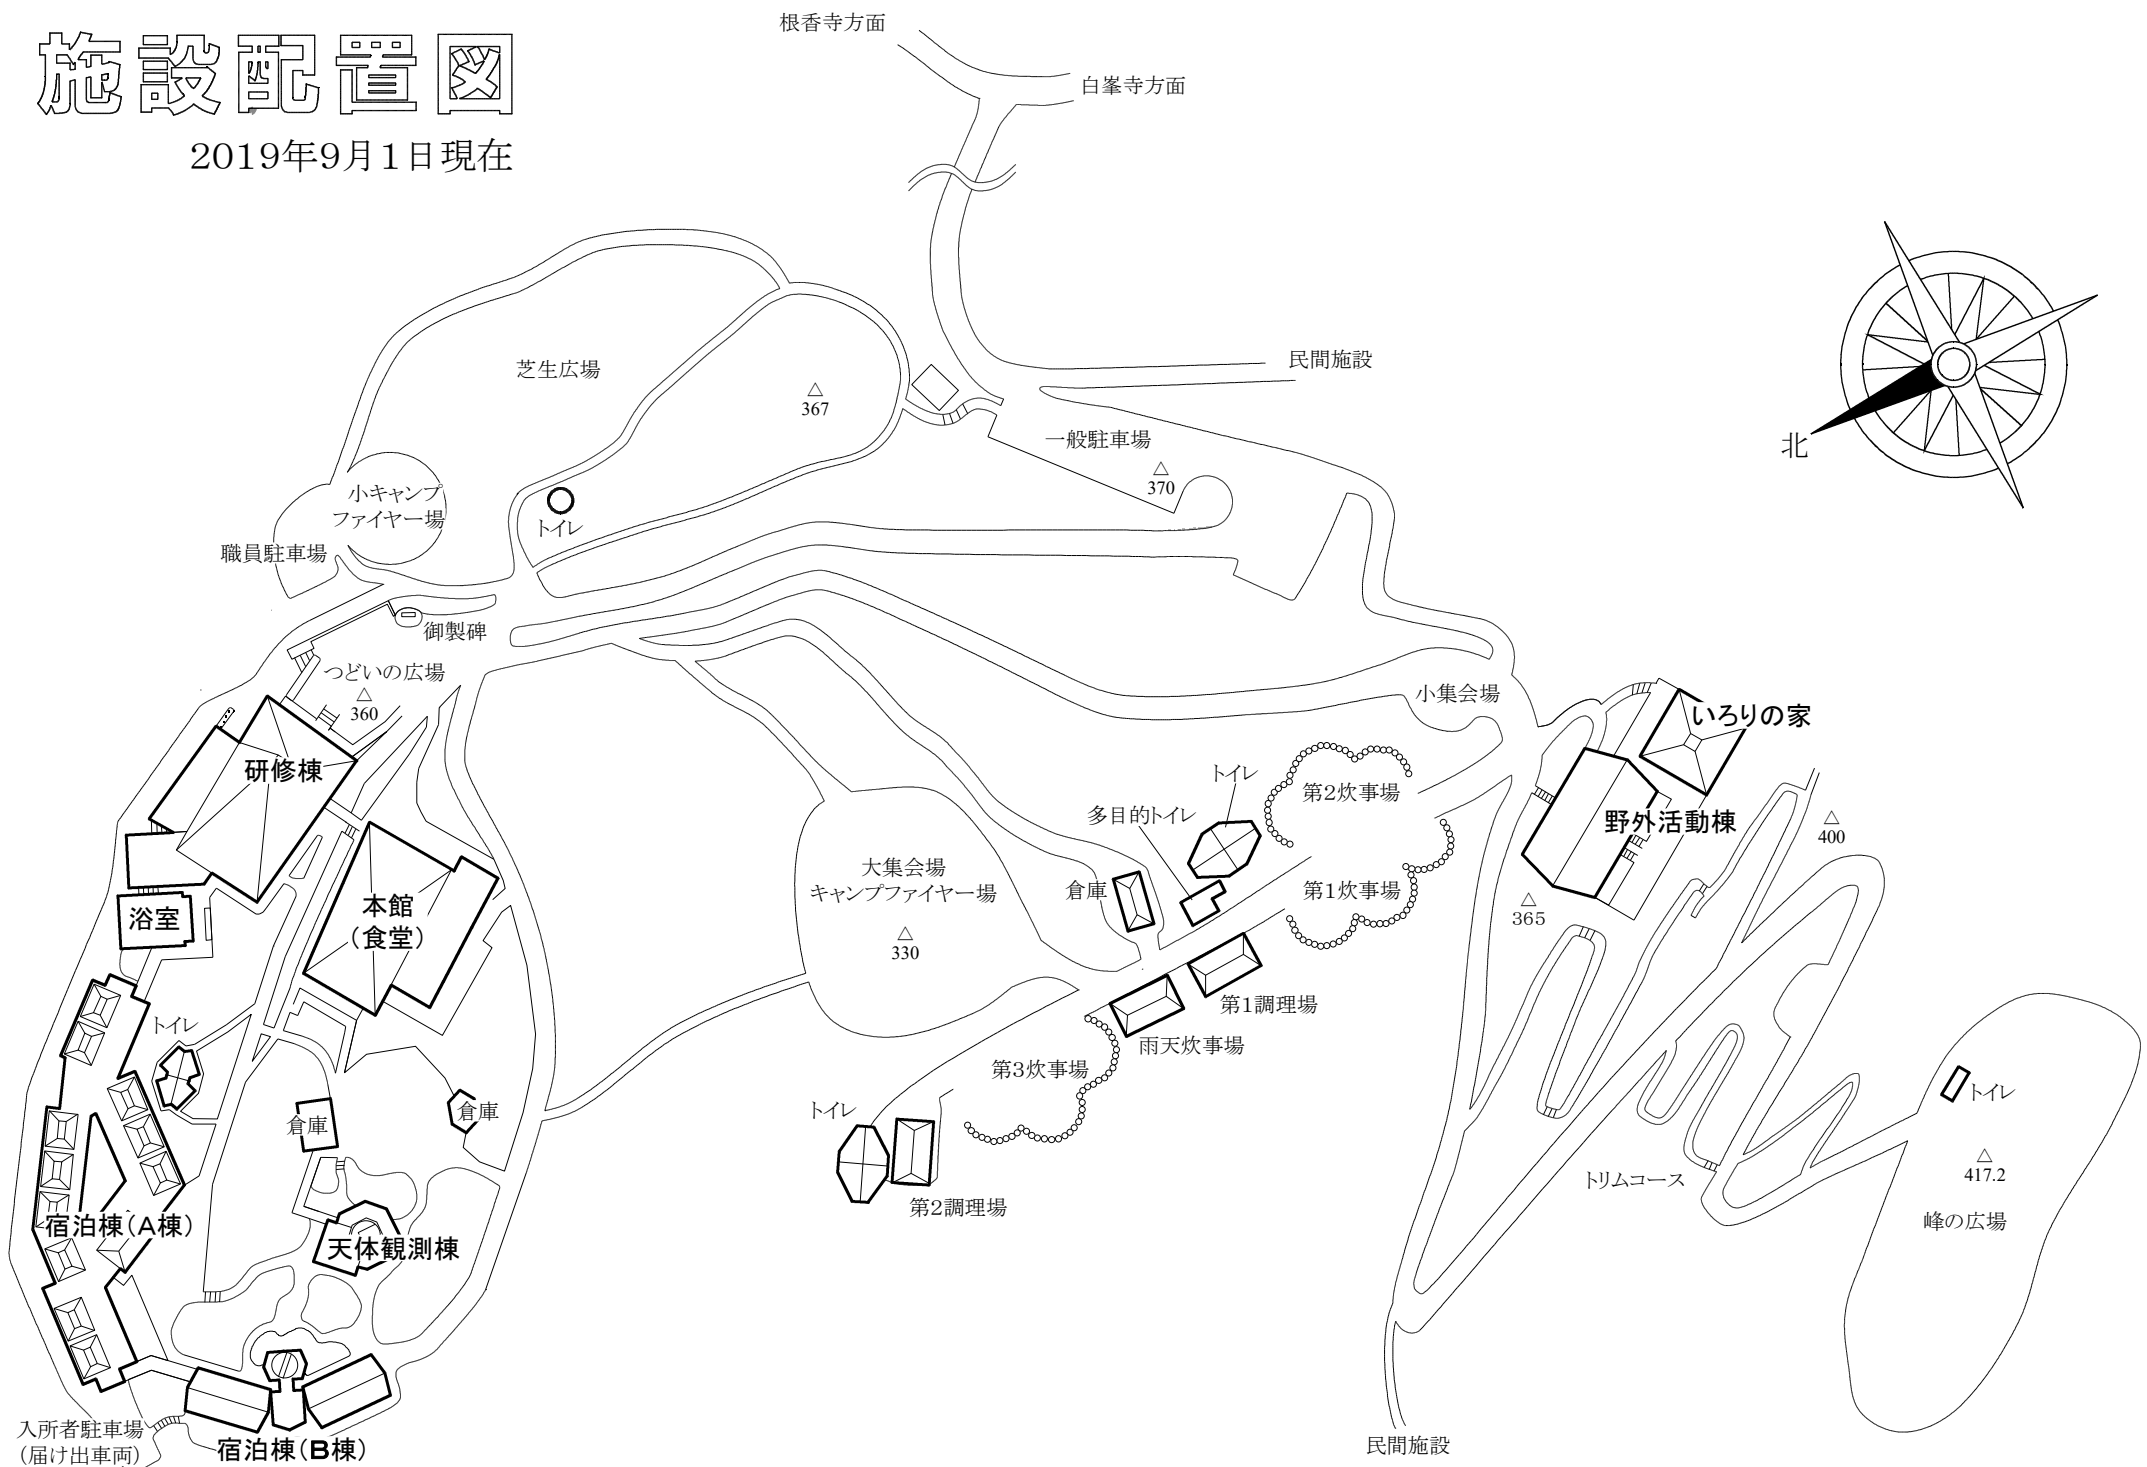 施設配置図
2019年9月1日現在
根香寺方面
白峯寺方面
民間施設
芝生広場
△
367
一般駐車場
△
370
北
小キャンプ
ファイヤー場
トイレ
職員駐車場
御製碑
つどいの広場
△
360
小集会場
いろりの家
研修棟
トイレ
第2炊事場
多目的トイレ
野外活動棟
△
400
大集会場
キャンプファイヤー場
△
330
倉庫
第1炊事場
△
365
本館
(食堂)
浴室
第1調理場
雨天炊事場
トイレ
第3炊事場
トイレ
トイレ
倉庫
倉庫
△
417.2
トリムコース
第2調理場
峰の広場
宿泊棟(A棟)
天体観測棟
入所者駐車場
(届け出車両)
宿泊棟(B棟)
民間施設